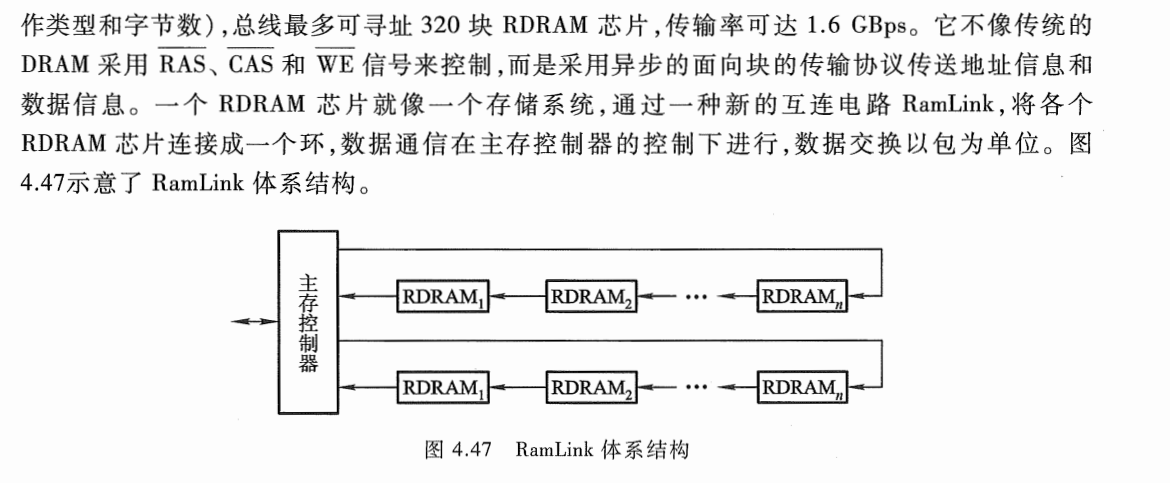 作类型和字节数),总线最多可寻址 320 块 RDRAM 芯片,传输率可达 1.6 GBps。它不像传统的
DRAM 采用 R̅A̅S̅、C̅A̅S̅ 和 W̅E̅ 信号来控制,而是采用异步的面向块的传输协议传送地址信息和
数据信息。一个 RDRAM 芯片就像一个存储系统,通过一种新的互连电路 RamLink,将各个
RDRAM 芯片连接成一个环,数据通信在主存控制器的控制下进行,数据交换以包为单位。图
4.47示意了 RamLink 体系结构。
主存控制器
RDRAM₁ RDRAM₂ … RDRAMₙ
RDRAM₁ RDRAM₂ … RDRAMₙ
图 4.47 RamLink 体系结构